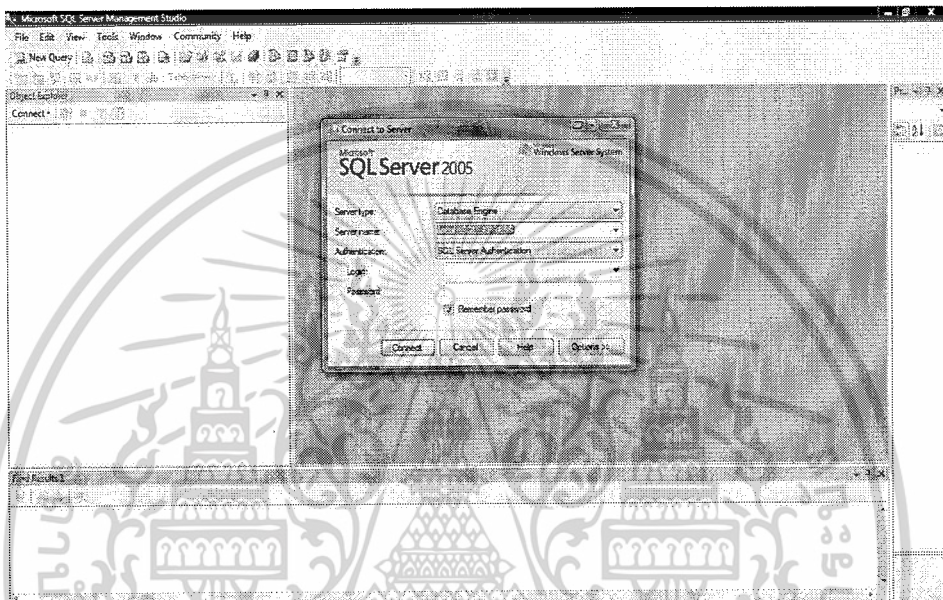 Microsoft SQL Server Management Studio
File Edit View Tools Window Community Help
New Query
Object Explorer
Connect
Connect to Server
Microsoft
SQL Server 2005
Windows Server System
Server type:
Database Engine
Server name:
Authentication:
SQL Server Authentication
Login:
Password:
Remember password
Connect
Cancel
Help
Options >>
Find Results 1